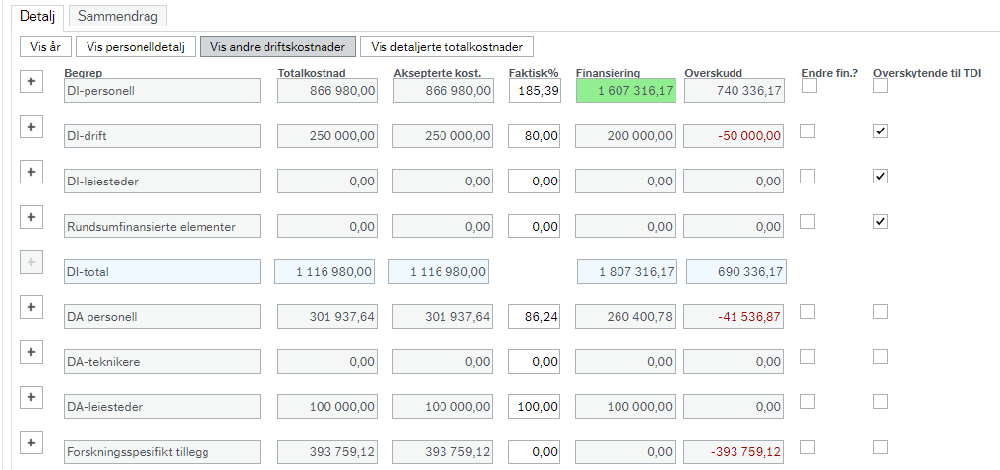 Detalj Sammendrag
Vis år Vis personelldetalj Vis andre driftskostnader Vis detaljerte totalkostnader
Begrep Totalkostnad Aksepterte kost. Faktisk% Finansiering Overskudd Endre fin.? Overskytende til TDI
+ DI-personell 866 980,00 866 980,00 185,39 1 607 316,17 740 336,17
+ DI-drift 250 000,00 250 000,00 80,00 200 000,00 -50 000,00
+ DI-leiesteder 0,00 0,00 0,00 0,00 0,00
+ Rundsumfinansierte elementer 0,00 0,00 0,00 0,00 0,00
+ DI-total 1 116 980,00 1 116 980,00 1 807 316,17 690 336,17
+ DA personell 301 937,64 301 937,64 86,24 260 400,78 -41 536,87
+ DA-teknikere 0,00 0,00 0,00 0,00 0,00
+ DA-leiesteder 100 000,00 100 000,00 100,00 100 000,00 0,00
+ Forskningsspesifikt tillegg 393 759,12 393 759,12 0,00 0,00 -393 759,12